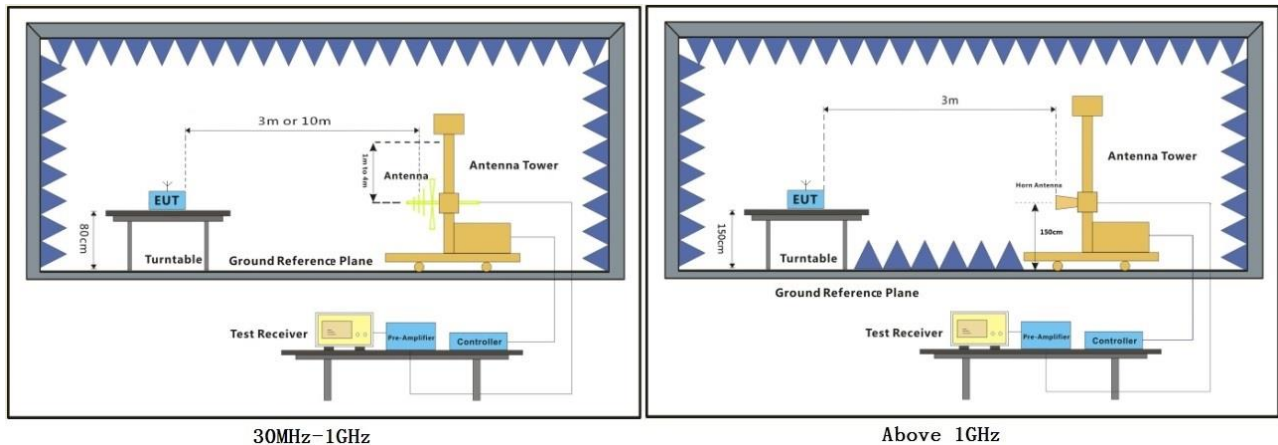 3m or 10m
1m to 4m
Antenna
Antenna Tower
EUT
80cm
Turntable
Ground Reference Plane
Test Receiver
Pre-Amplifier
Controller
30MHz-1GHz
3m
Antenna Tower
Horn Antenna
EUT
150cm
150cm
Turntable
Ground Reference Plane
Test Receiver
Pre-Amplifier
Controller
Above 1GHz